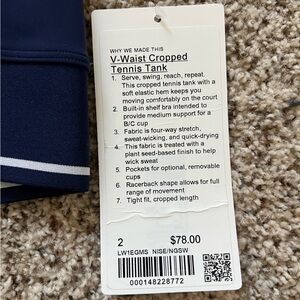 WHY WE MADE THIS
V-Waist Cropped
Tennis Tank
1. Serve, swing, reach, repeat.
This cropped tennis tank with a
soft elastic hem keeps you
moving comfortably on the court
2. Built-in shelf bra intended to
provide medium support for a
B/C cup
3. Fabric is four-way stretch,
sweat-wicking, and quick-drying
4. This fabric is treated with a
plant seed-based finish to help
wick sweat
5. Pockets for optional, removable
cups
6. Racerback shape allows for full
range of movement
7. Tight fit, cropped length
2 $78.00
LW1EGMS NISE/NGSW
000148228772